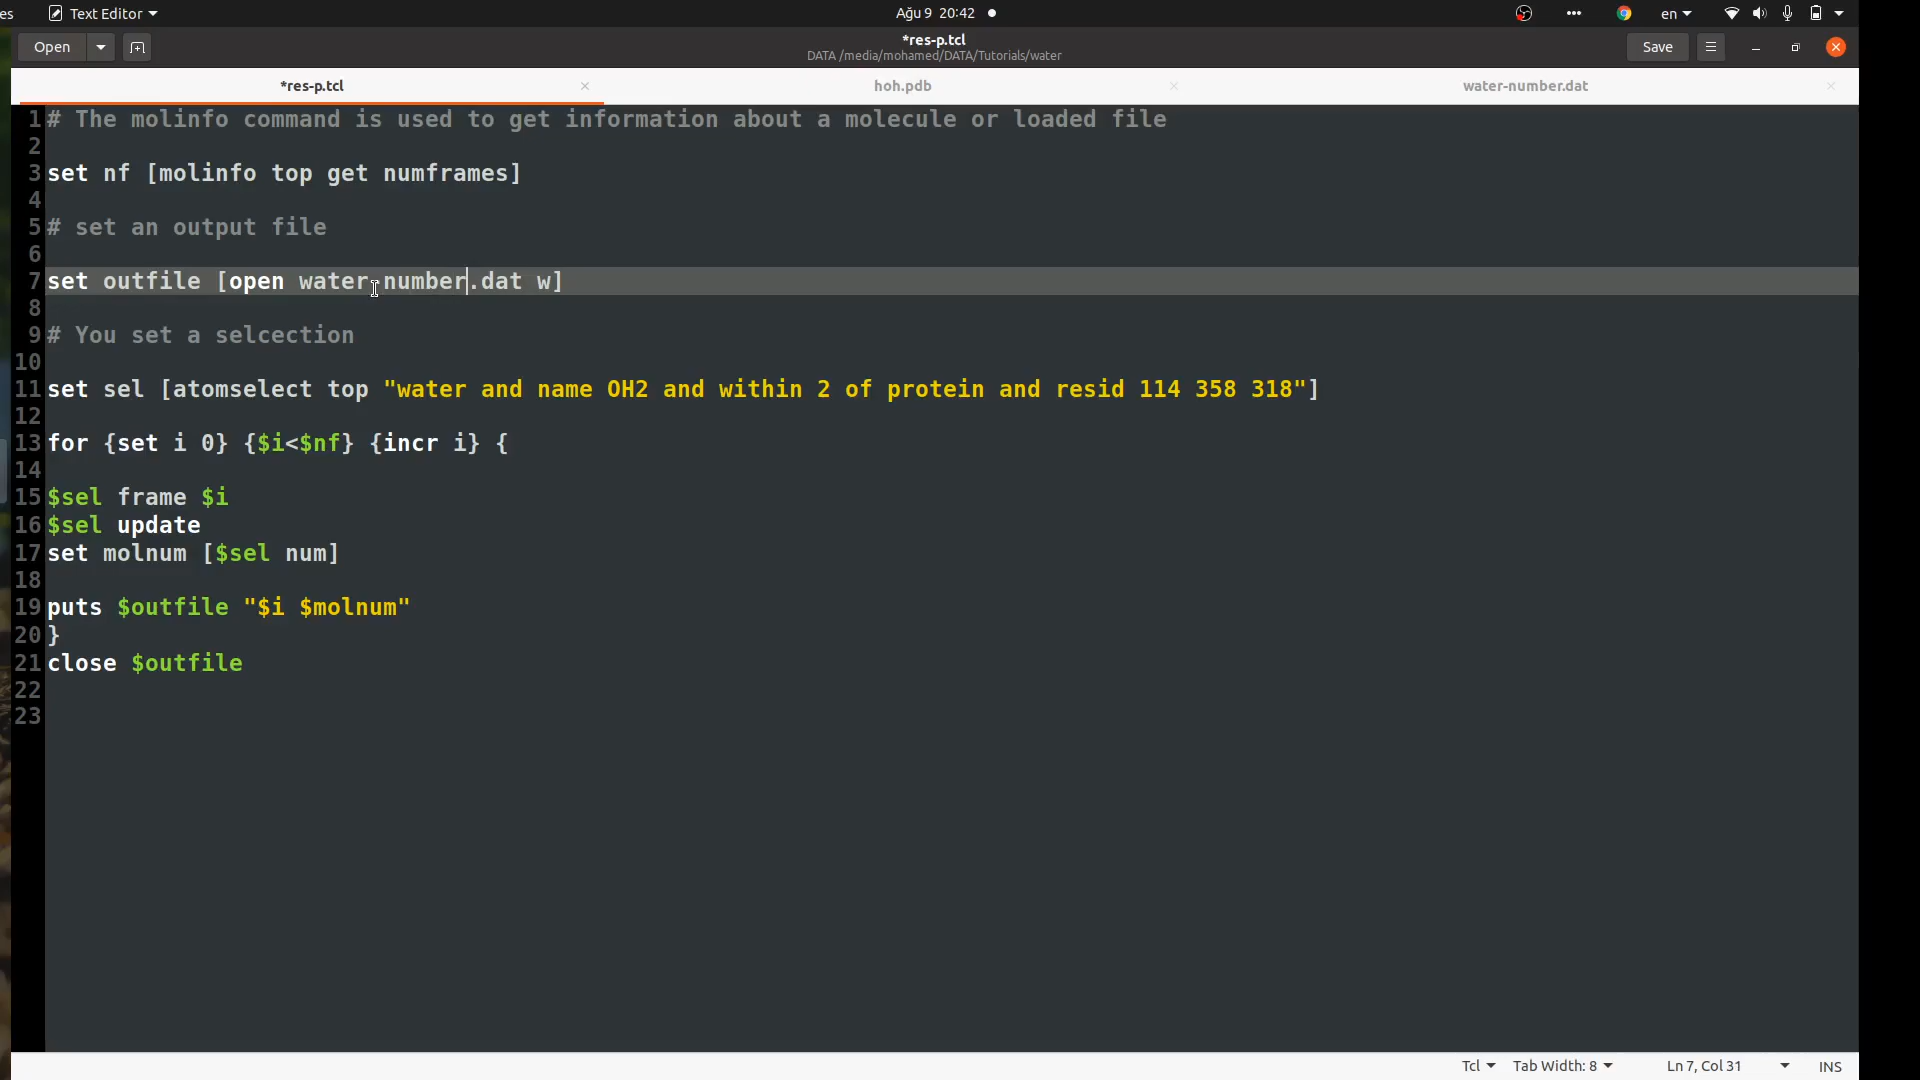 es Text Editor Ağu 9 20:42 en
Open *res-p.tcl Save
DATA /media/mohamed/DATA/Tutorials/water
*res-p.tcl hoh.pdb water-number.dat
1 # The molinfo command is used to get information about a molecule or loaded file
2
3 set nf [molinfo top get numframes]
4
5 # set an output file
6
7 set outfile [open water-number.dat w]
8
9 # You set a selcection
10
11 set sel [atomselect top "water and name OH2 and within 2 of protein and resid 114 358 318"]
12
13 for {set i 0} {$i<$nf} {incr i} {
14
15 $sel frame $i
16 $sel update
17 set molnum [$sel num]
18
19 puts $outfile "$i $molnum"
20 }
21 close $outfile
22
23
Tcl Tab Width: 8 Ln 7, Col 31 INS